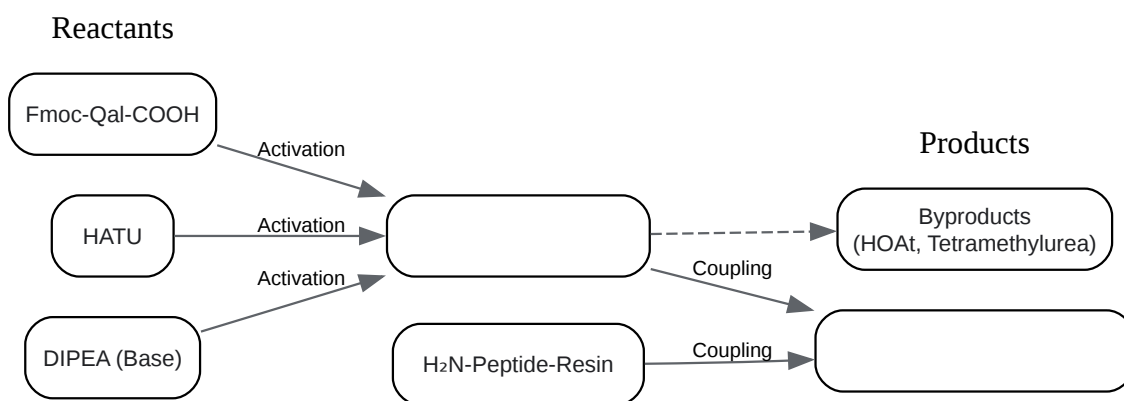 Reactants
Fmoc-Qal-COOH
Activation
Products
HATU
Activation
Byproducts
(HOAt, Tetramethylurea)
Activation
Coupling
DIPEA (Base)
H₂N-Peptide-Resin
Coupling